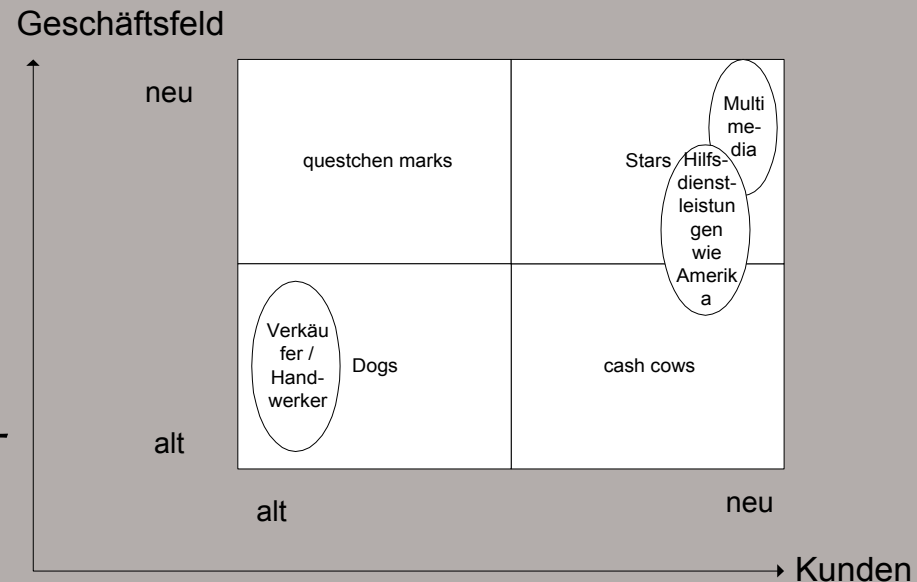 Geschäftsfeld
neu
questchen marks
Stars
Multi
me-
dia
Hilfs-
dienst-
leistun
gen
wie
Amerik
a
Verkäu
fer /
Hand-
werker
Dogs
cash cows
alt
alt
neu
Kunden